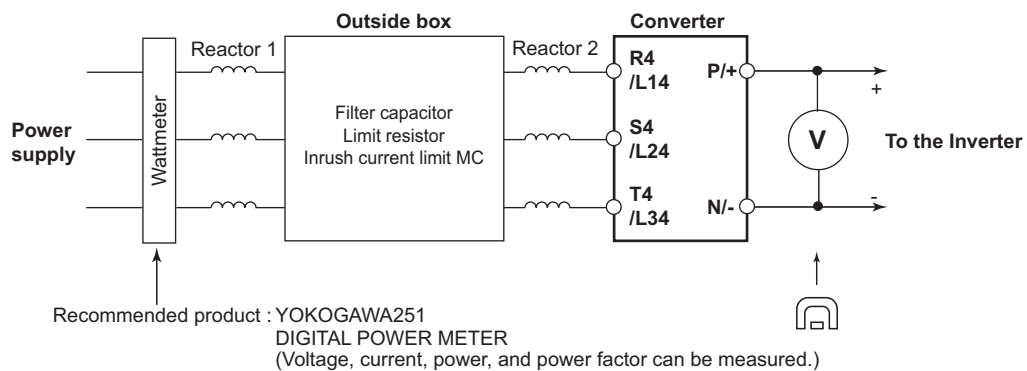 Outside box
Converter
Reactor 1
Reactor 2
Power
supply
Wattmeter
Filter capacitor
Limit resistor
Inrush current limit MC
R4
/L14
S4
/L24
T4
/L34
P/+
N/-
+
V
-
To the Inverter
Recommended product : YOKOGAWA251
DIGITAL POWER METER
(Voltage, current, power, and power factor can be measured.)